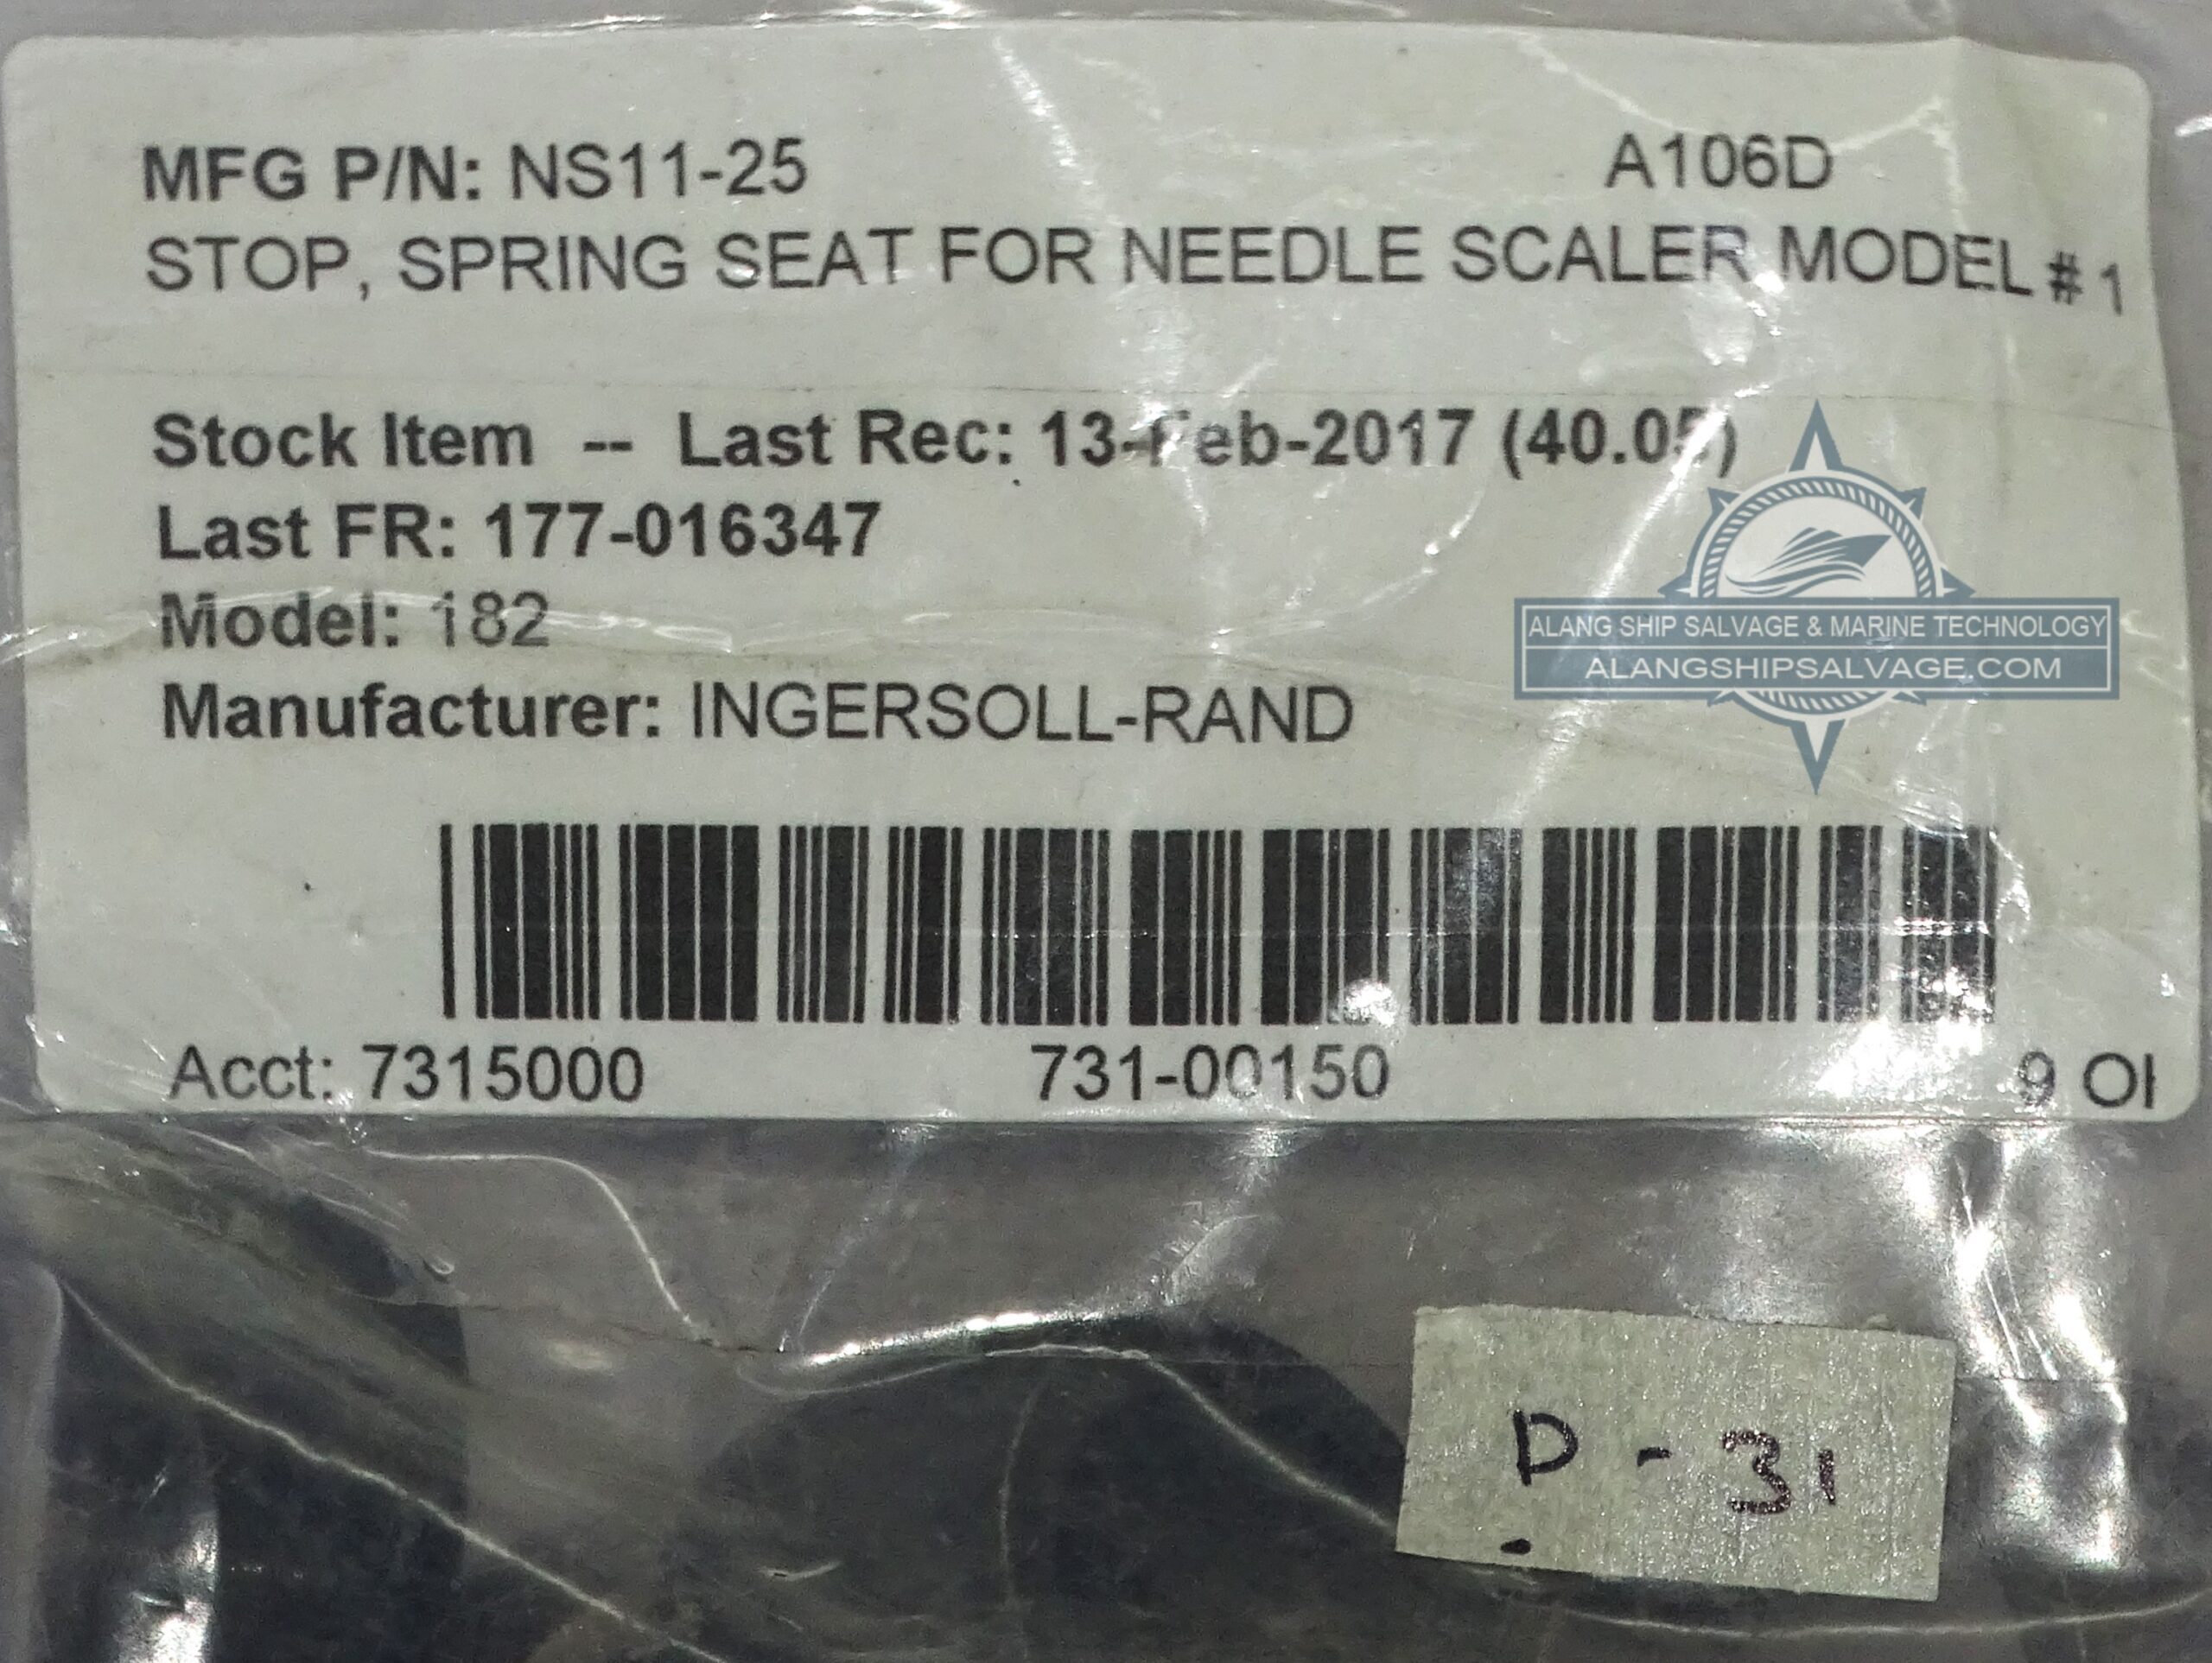 MFG P/N: NS11-25 A106D
STOP, SPRING SEAT FOR NEEDLE SCALER MODEL # 1
Stock Item -- Last Rec: 13-Feb-2017 (40.05)
Last FR: 177-016347
Model: 182
Manufacturer: INGERSOLL-RAND
ALANG SHIP SALVAGE & MARINE TECHNOLOGY
ALANGSHIPSALVAGE.COM
Acct: 7315000 731-00150
D - 31